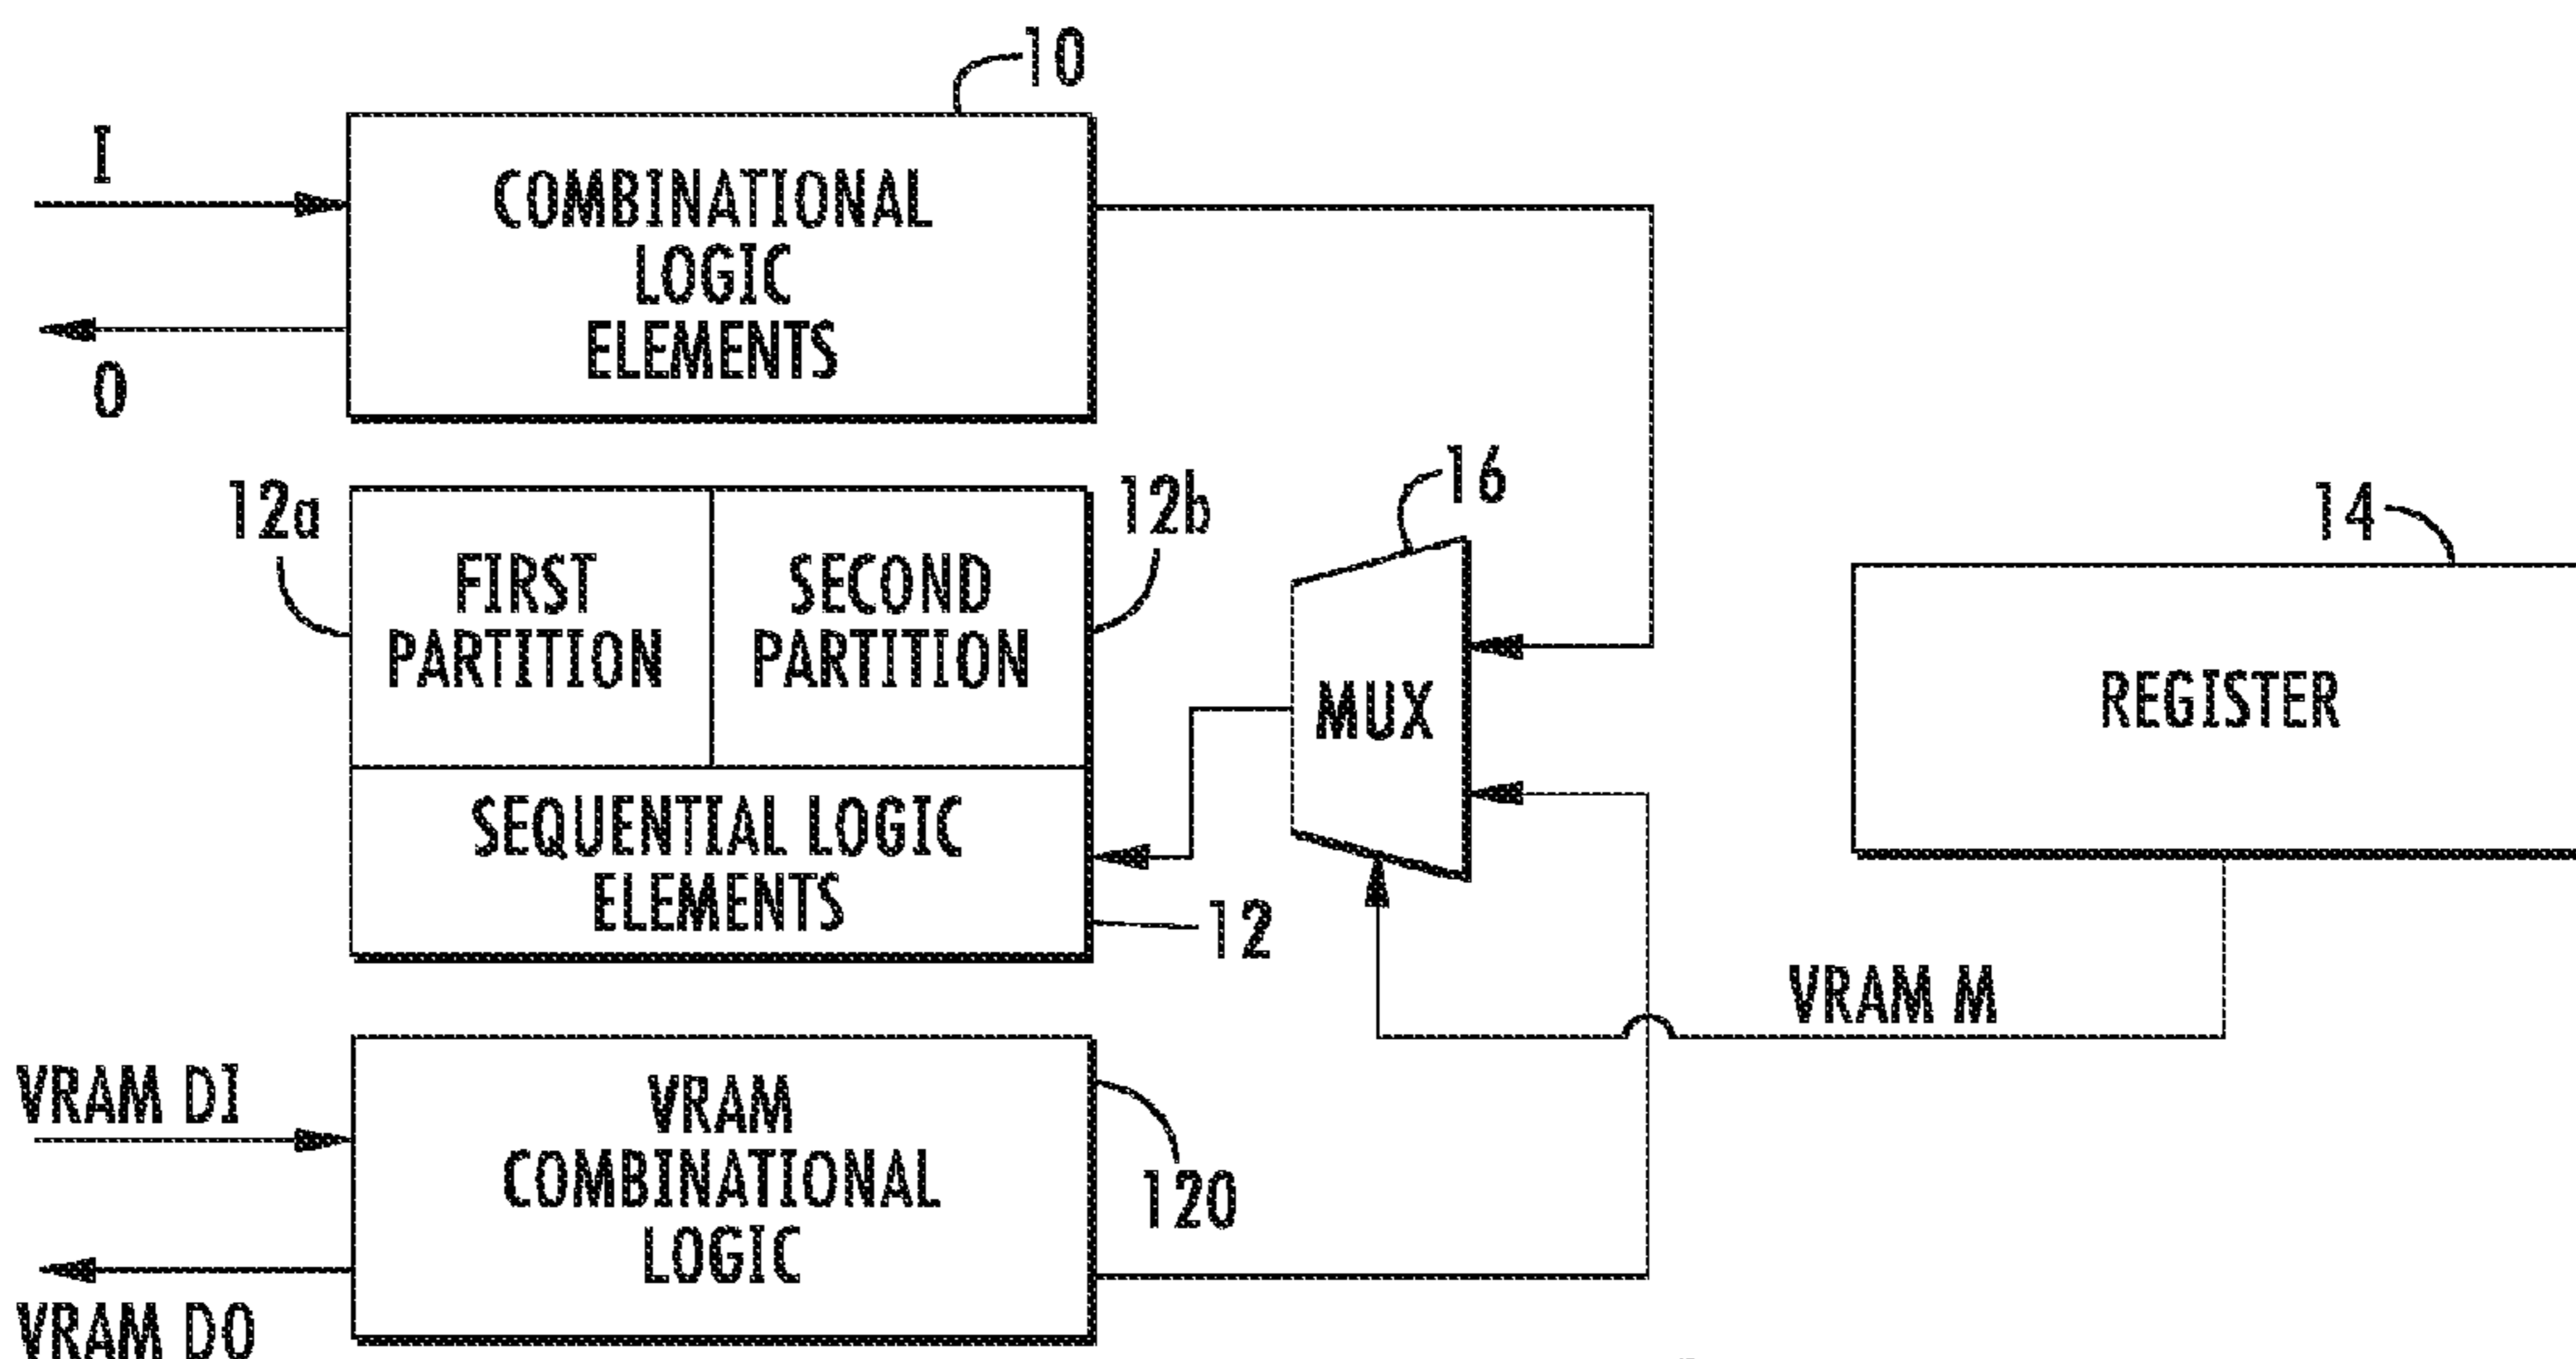 10
I
COMBINATIONAL
LOGIC
ELEMENTS
O
12a
FIRST
PARTITION
SECOND
PARTITION
12b
16
MUX
14
REGISTER
SEQUENTIAL LOGIC
ELEMENTS
12
VRAM M
VRAM DI
VRAM
COMBINATIONAL
LOGIC
120
VRAM DO